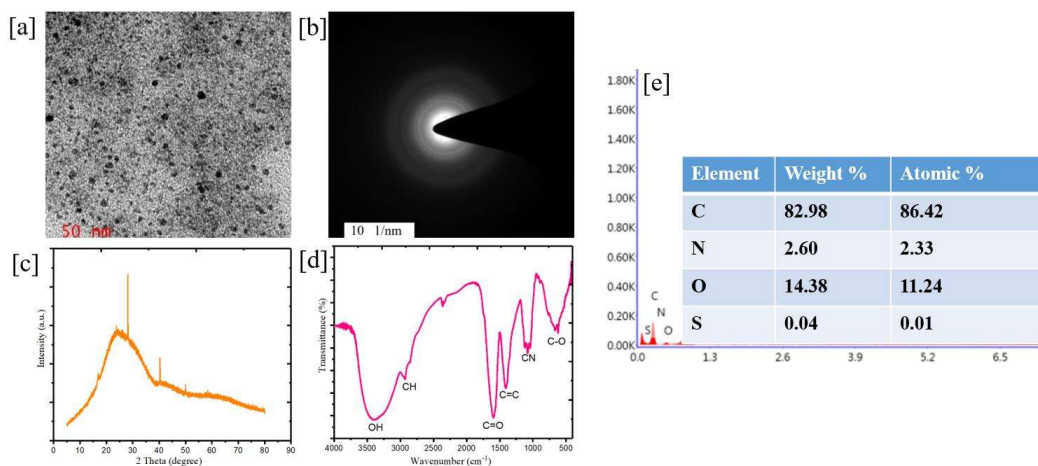 [a]
50 nm
[b]
10 1/nm
[c]
Intensity (a.u.)
0 10 20 30 40 50 60 70 80 90
2 Theta (degree)
[d]
Transmittance (%)
OH
CH
C=O
C=C
CN
C-O
4000 3500 3000 2500 2000 1500 1000 500
Wavenumber (cm-1)
[e]
1.80K
1.60K
1.40K
1.20K
1.00K
0.80K
0.60K
0.40K
0.20K
0.00K
C
N
S O
0.0 1.3 2.6 3.9 5.2 6.5
Element Weight % Atomic %
C 82.98 86.42
N 2.60 2.33
O 14.38 11.24
S 0.04 0.01